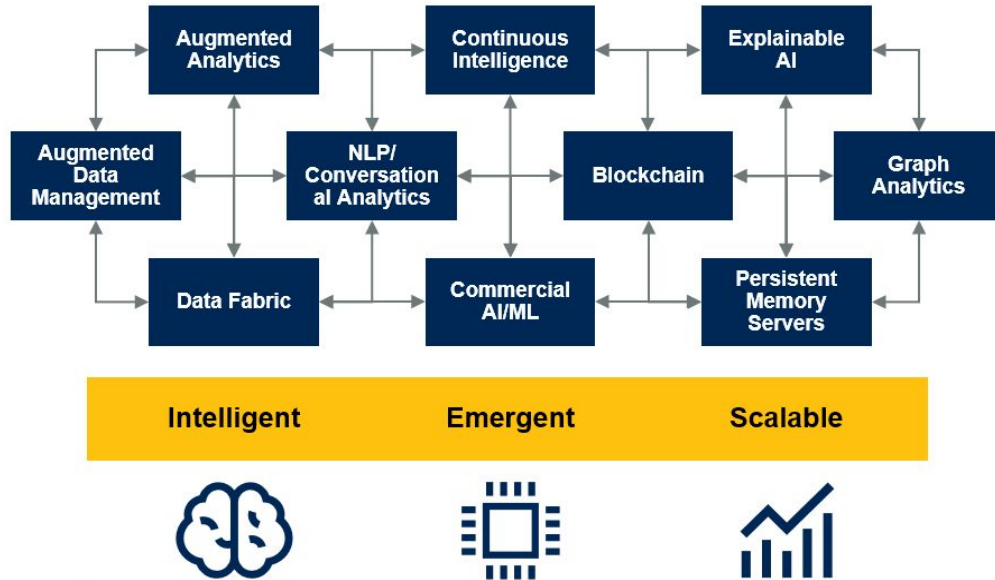 Augmented
Analytics
Continuous
Intelligence
Explainable
AI
Augmented
Data
Management
NLP/
Conversation
al Analytics
Blockchain
Graph
Analytics
Data Fabric
Commercial
AI/ML
Persistent
Memory
Servers
Intelligent
Emergent
Scalable